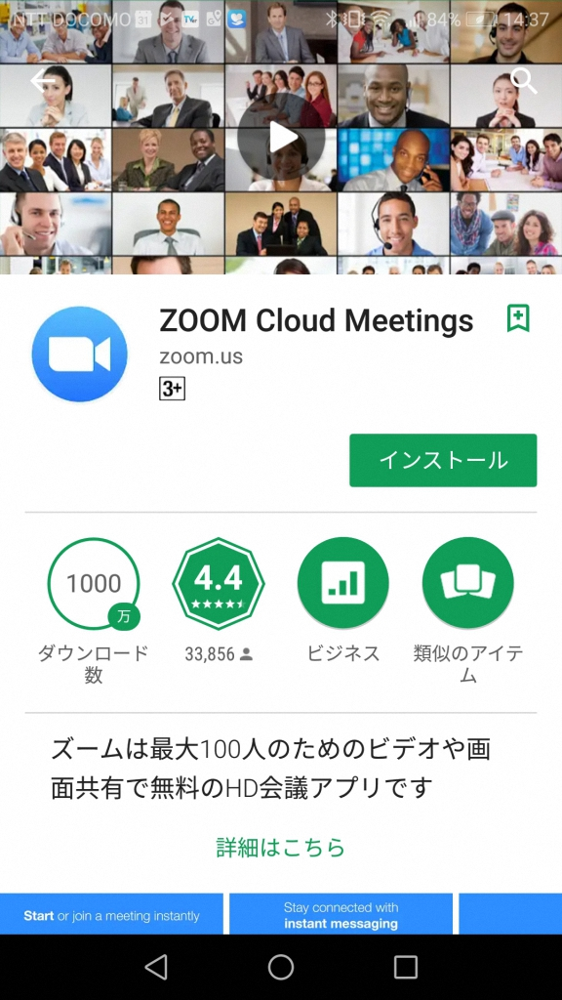 NTT DOCOMO 31 84% 14:37
ZOOM Cloud Meetings
zoom.us
3+
インストール
1000
万
4.4
ダウンロード
数
33,856
ビジネス
類似のアイテ
ム
ズームは最大100人のためのビデオや画
面共有で無料のHD会議アプリです
詳細はこちら
Start or join a meeting instantly
Stay connected with
instant messaging